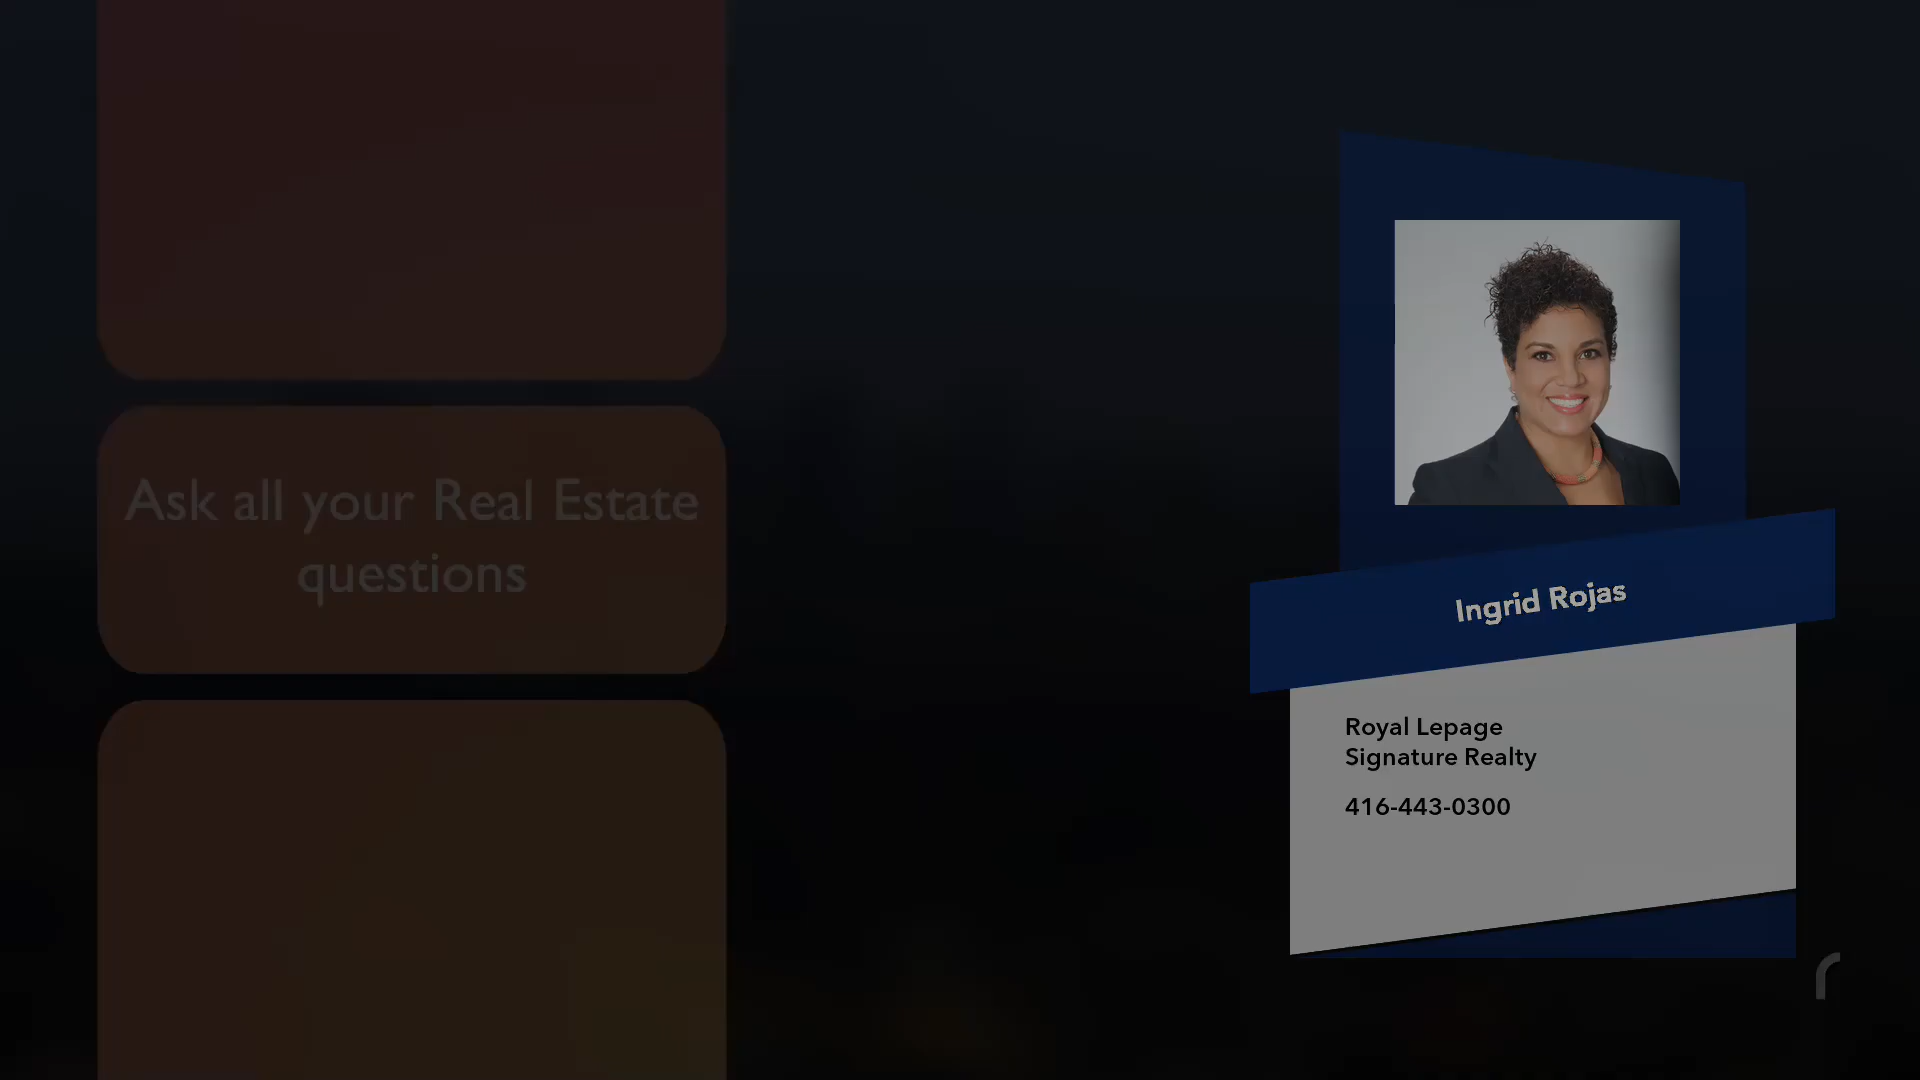 Ask all your Real Estate
questions
Ingrid Rojas
Royal Lepage
Signature Realty
416-443-0300